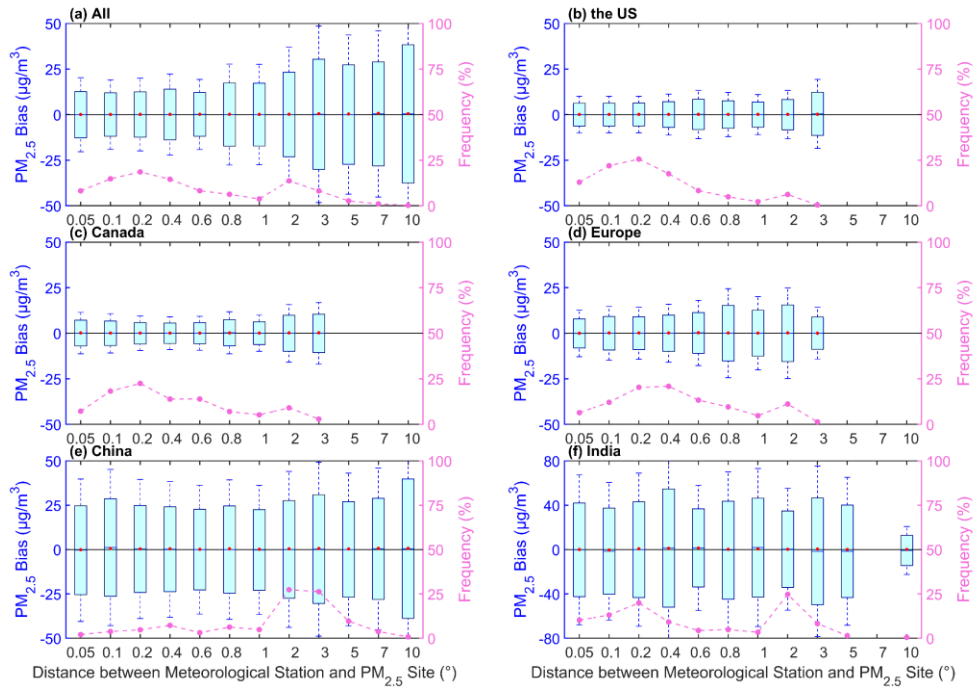 (a) All
(b) the US
PM2.5 Bias (μg/m³)
50
25
0
-25
-50
100
75
50
25
0
Frequency (%)
0.05 0.1 0.2 0.4 0.6 0.8 1 2 3 5 7 10
PM2.5 Bias (μg/m³)
50
25
0
-25
-50
100
75
50
25
0
Frequency (%)
0.05 0.1 0.2 0.4 0.6 0.8 1 2 3 5 7 10
(c) Canada
(d) Europe
PM2.5 Bias (μg/m³)
50
25
0
-25
-50
100
75
50
25
0
Frequency (%)
0.05 0.1 0.2 0.4 0.6 0.8 1 2 3 5 7 10
PM2.5 Bias (μg/m³)
50
25
0
-25
-50
100
75
50
25
0
Frequency (%)
0.05 0.1 0.2 0.4 0.6 0.8 1 2 3 5 7 10
(e) China
(f) India
PM2.5 Bias (μg/m³)
50
25
0
-25
-50
100
75
50
25
0
Frequency (%)
0.05 0.1 0.2 0.4 0.6 0.8 1 2 3 5 7 10
PM2.5 Bias (μg/m³)
80
40
0
-40
-80
100
75
50
25
0
Frequency (%)
0.05 0.1 0.2 0.4 0.6 0.8 1 2 3 5 7 10
Distance between Meteorological Station and PM2.5 Site (°)
Distance between Meteorological Station and PM2.5 Site (°)